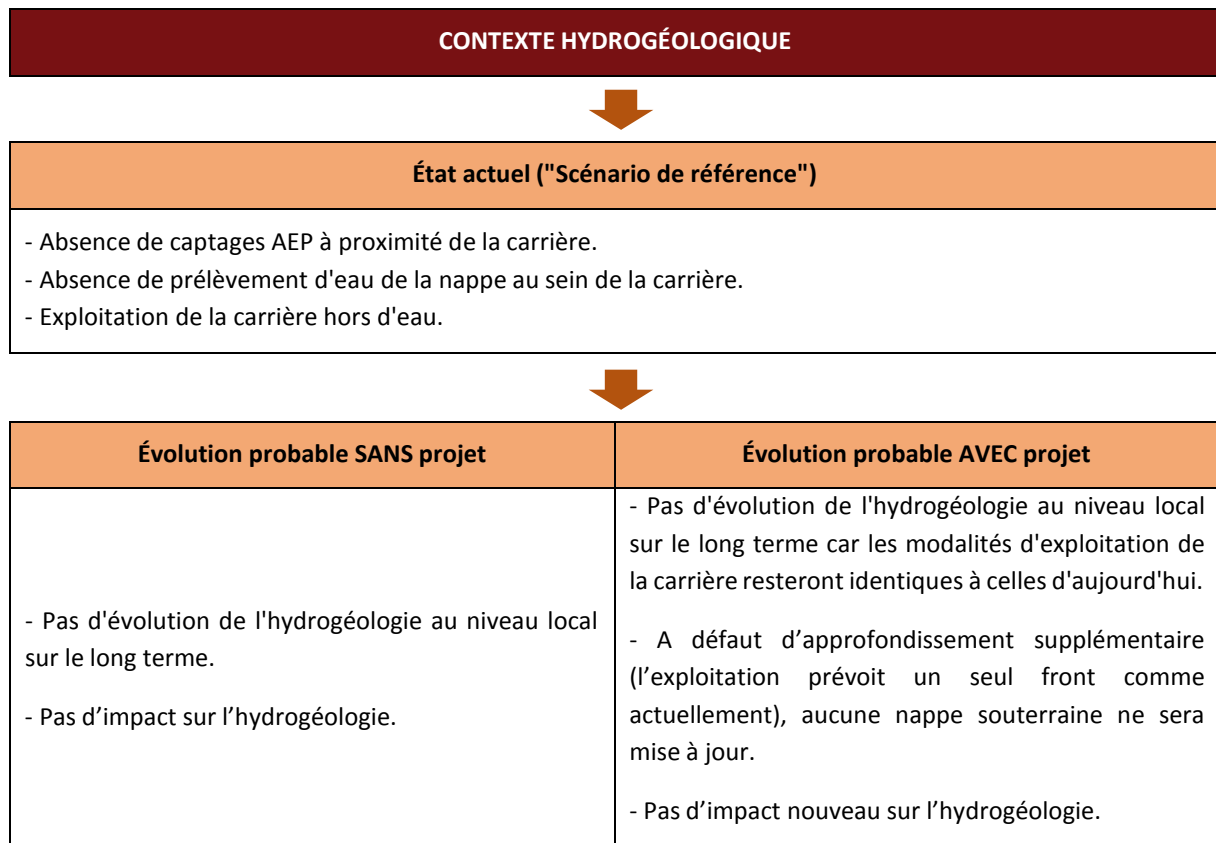 CONTEXTE HYDROGÉOLOGIQUE
État actuel ("Scénario de référence")
- Absence de captages AEP à proximité de la carrière.
- Absence de prélèvement d'eau de la nappe au sein de la carrière.
- Exploitation de la carrière hors d'eau.
Évolution probable SANS projet
- Pas d'évolution de l'hydrogéologie au niveau local
sur le long terme.
- Pas d’impact sur l’hydrogéologie.
Évolution probable AVEC projet
- Pas d'évolution de l'hydrogéologie au niveau local
sur le long terme car les modalités d'exploitation de
la carrière resteront identiques à celles d'aujourd'hui.
- A défaut d’approfondissement supplémentaire
(l’exploitation prévoit un seul front comme
actuellement), aucune nappe souterraine ne sera
mise à jour.
- Pas d’impact nouveau sur l’hydrogéologie.